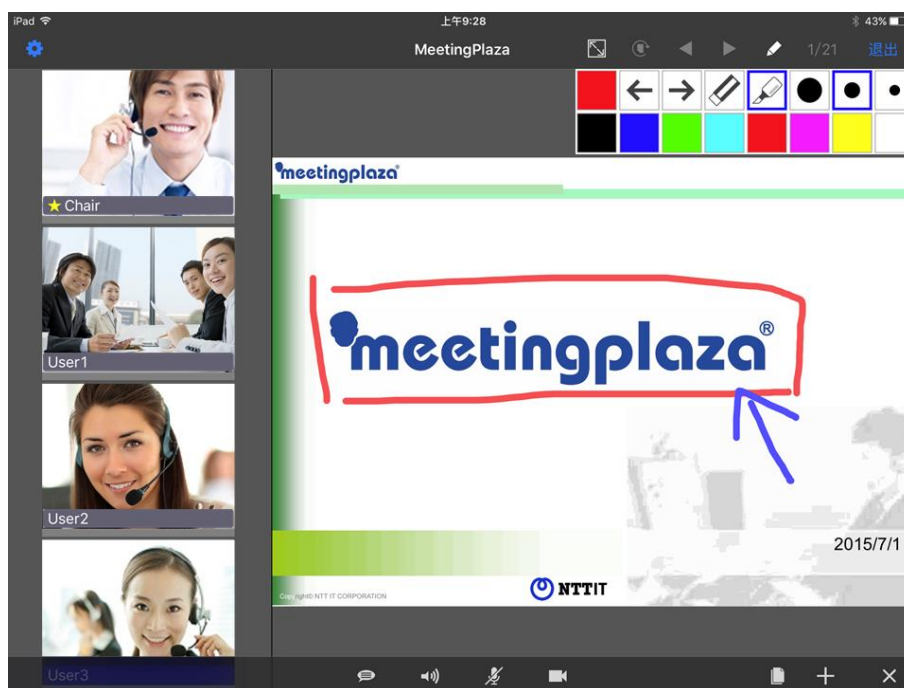 iPad 上午9:28 43%
MeetingPlaza 1/21 退出
Chair
User1
User2
User3
meetingplaza®
meetingplaza®
2015/7/1
Copyright© NTT IT CORPORATION
NTTIT